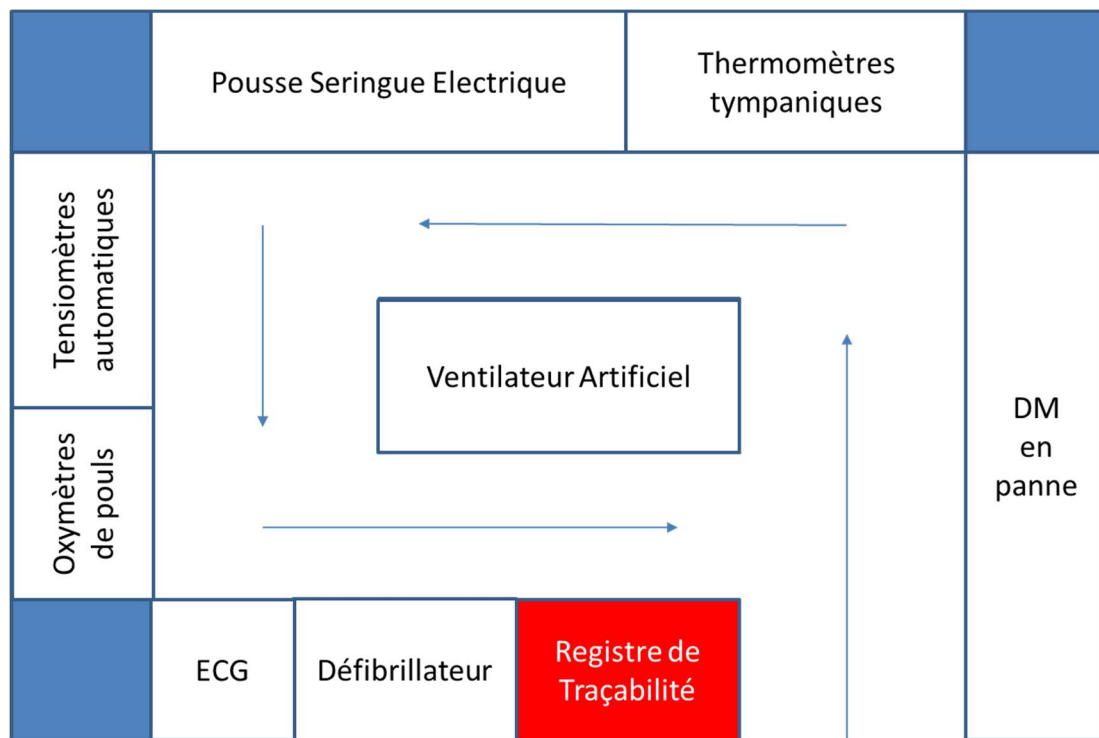 Pousse Seringue Electrique
Thermomètres
tympaniques
Tensiomètres
automatiques
Ventilateur Artificiel
DM
en
panne
Oxymètres
de pouls
ECG
Défibrillateur
Registre de
Traçabilité